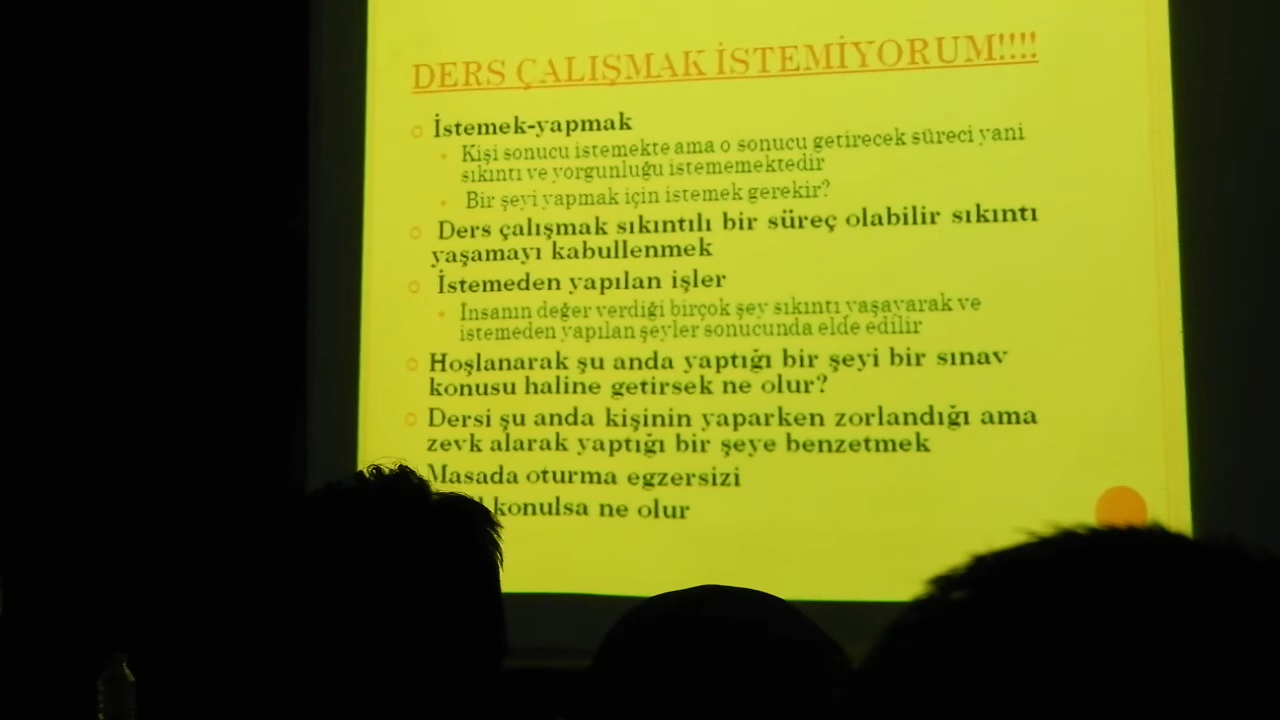 DERS ÇALIŞMAK İSTEMİYORUM!!!!
İstemek-yapmak
Kişi sonucu istemekte ama o sonucu getirecek süreci yani
sıkıntı ve yorgunluğu istememektedir
Bir şeyi yapmak için istemek gerekir?
Ders çalışmak sıkıntılı bir süreç olabilir sıkıntı
yaşamayı kabullenmek
İstemeden yapılan işler
İnsanın değer verdiği birçok şey sıkıntı yaşayarak ve
istemeden yapılan şeyler sonucunda elde edilir
Hoşlanarak şu anda yaptığı bir şeyi bir sınav
konusu haline getirsek ne olur?
Dersi şu anda kişinin yaparken zorlandığı ama
zevk alarak yaptığı bir şeye benzetmek
Masada oturma egzersizi
konulsa ne olur